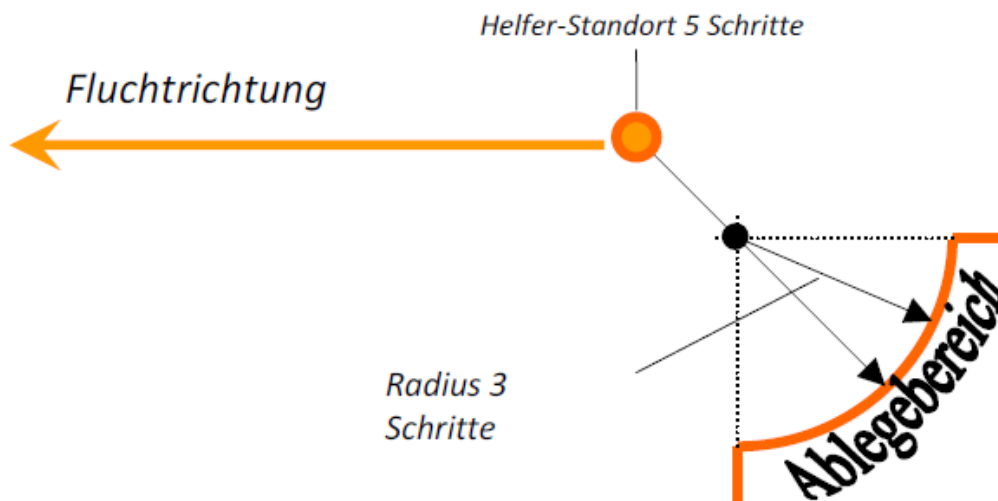 Helfer-Standort 5 Schritte
Fluchtrichtung
Radius 3
Schritte
Ablegebereich